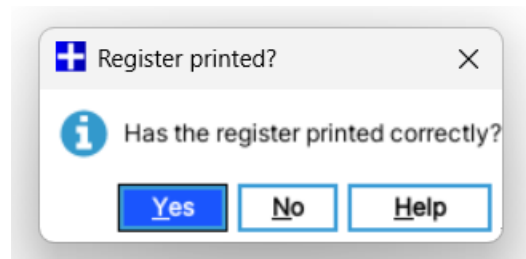 Register printed?
Has the register printed correctly?
Yes No Help